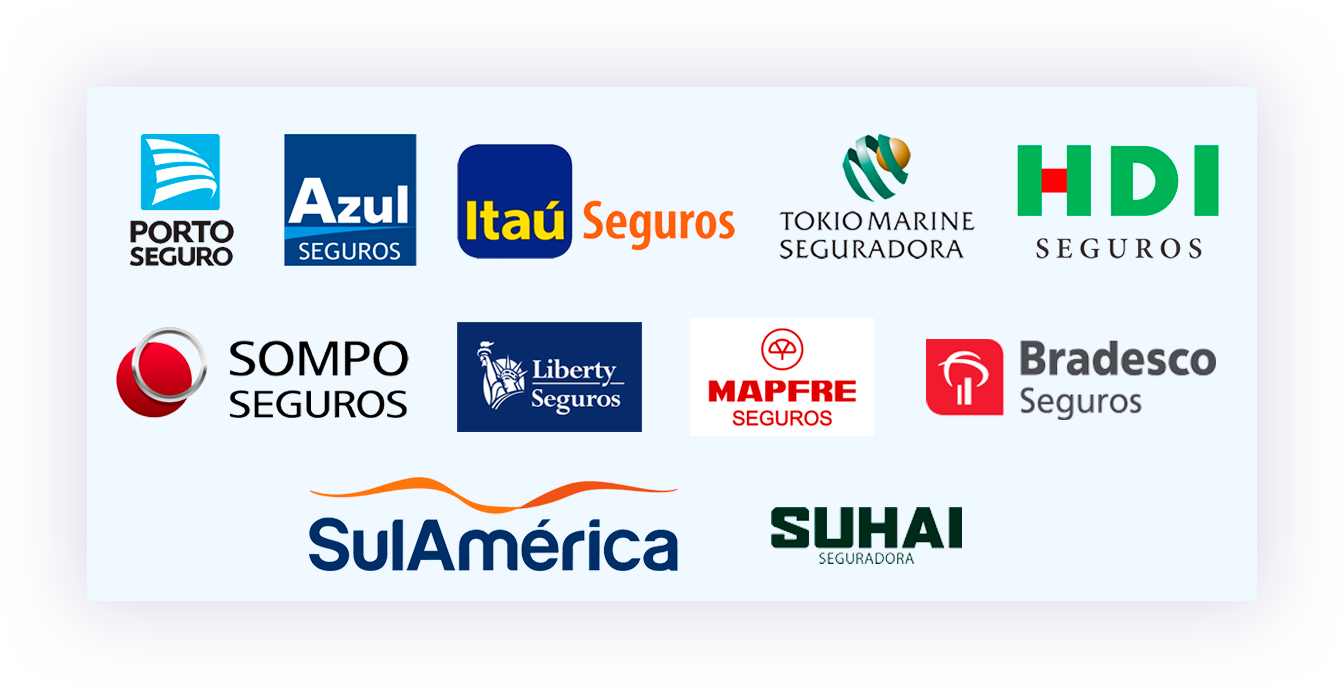 PORTO
SEGURO
Azul
SEGUROS
Itaú Seguros
TOKIO MARINE
SEGURADORA
HDI
SEGUROS
SOMPO
SEGUROS
Liberty
Seguros
MAPFRE
SEGUROS
Bradesco
Seguros
SulAmérica
SUHAI
SEGURADORA